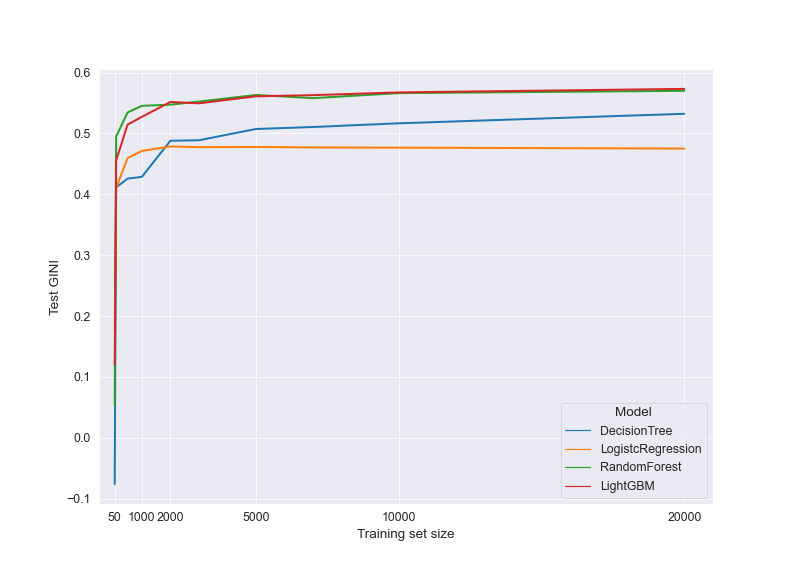 0.6
0.5
0.4
0.3
0.2
0.1
0.0
−0.1
Test GINI
50 1000 2000 5000 10000 20000
Training set size
Model
DecisionTree
LogistcRegression
RandomForest
LightGBM